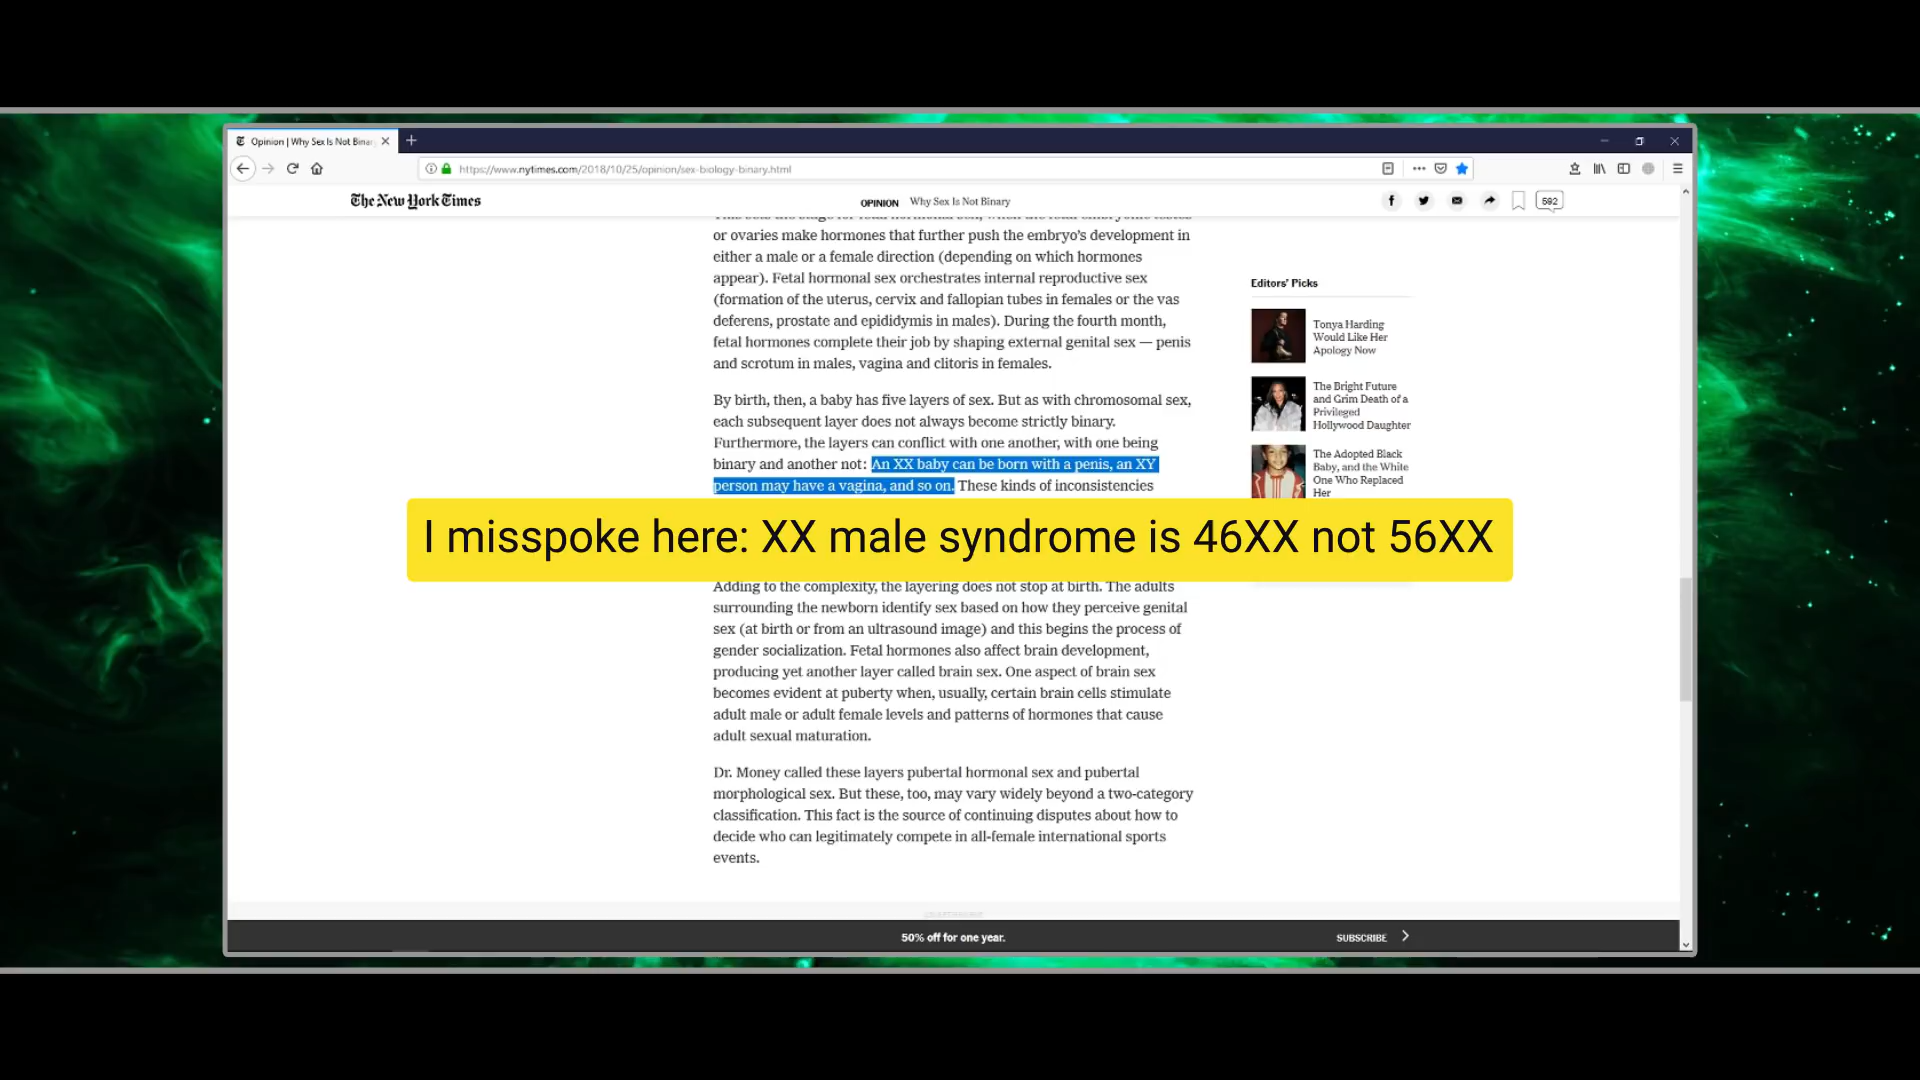 Opinion | Why Sex Is Not Binar
https://www.nytimes.com/2018/10/25/opinion/sex-biology-binary.html
The New York Times
OPINION Why Sex Is Not Binary
592
or ovaries make hormones that further push the embryo's development in
either a male or a female direction (depending on which hormones
appear). Fetal hormonal sex orchestrates internal reproductive sex
(formation of the uterus, cervix and fallopian tubes in females or the vas
deferens, prostate and epididymis in males). During the fourth month,
fetal hormones complete their job by shaping external genital sex — penis
and scrotum in males, vagina and clitoris in females.
By birth, then, a baby has five layers of sex. But as with chromosomal sex,
each subsequent layer does not always become strictly binary.
Furthermore, the layers can conflict with one another, with one being
binary and another not: An XX baby can be born with a penis, an XY
person may have a vagina, and so on. These kinds of inconsistencies
I misspoke here: XX male syndrome is 46XX not 56XX
Adding to the complexity, the layering does not stop at birth. The adults
surrounding the newborn identify sex based on how they perceive genital
sex (at birth or from an ultrasound image) and this begins the process of
gender socialization. Fetal hormones also affect brain development,
producing yet another layer called brain sex. One aspect of brain sex
becomes evident at puberty when, usually, certain brain cells stimulate
adult male or adult female levels and patterns of hormones that cause
adult sexual maturation.
Dr. Money called these layers pubertal hormonal sex and pubertal
morphological sex. But these, too, may vary widely beyond a two-category
classification. This fact is the source of continuing disputes about how to
decide who can legitimately compete in all-female international sports
events.
Editors' Picks
Tonya Harding
Would Like Her
Apology Now
The Bright Future
and Grim Death of a
Privileged
Hollywood Daughter
The Adopted Black
Baby, and the White
One Who Replaced
Her
50% off for one year.
SUBSCRIBE